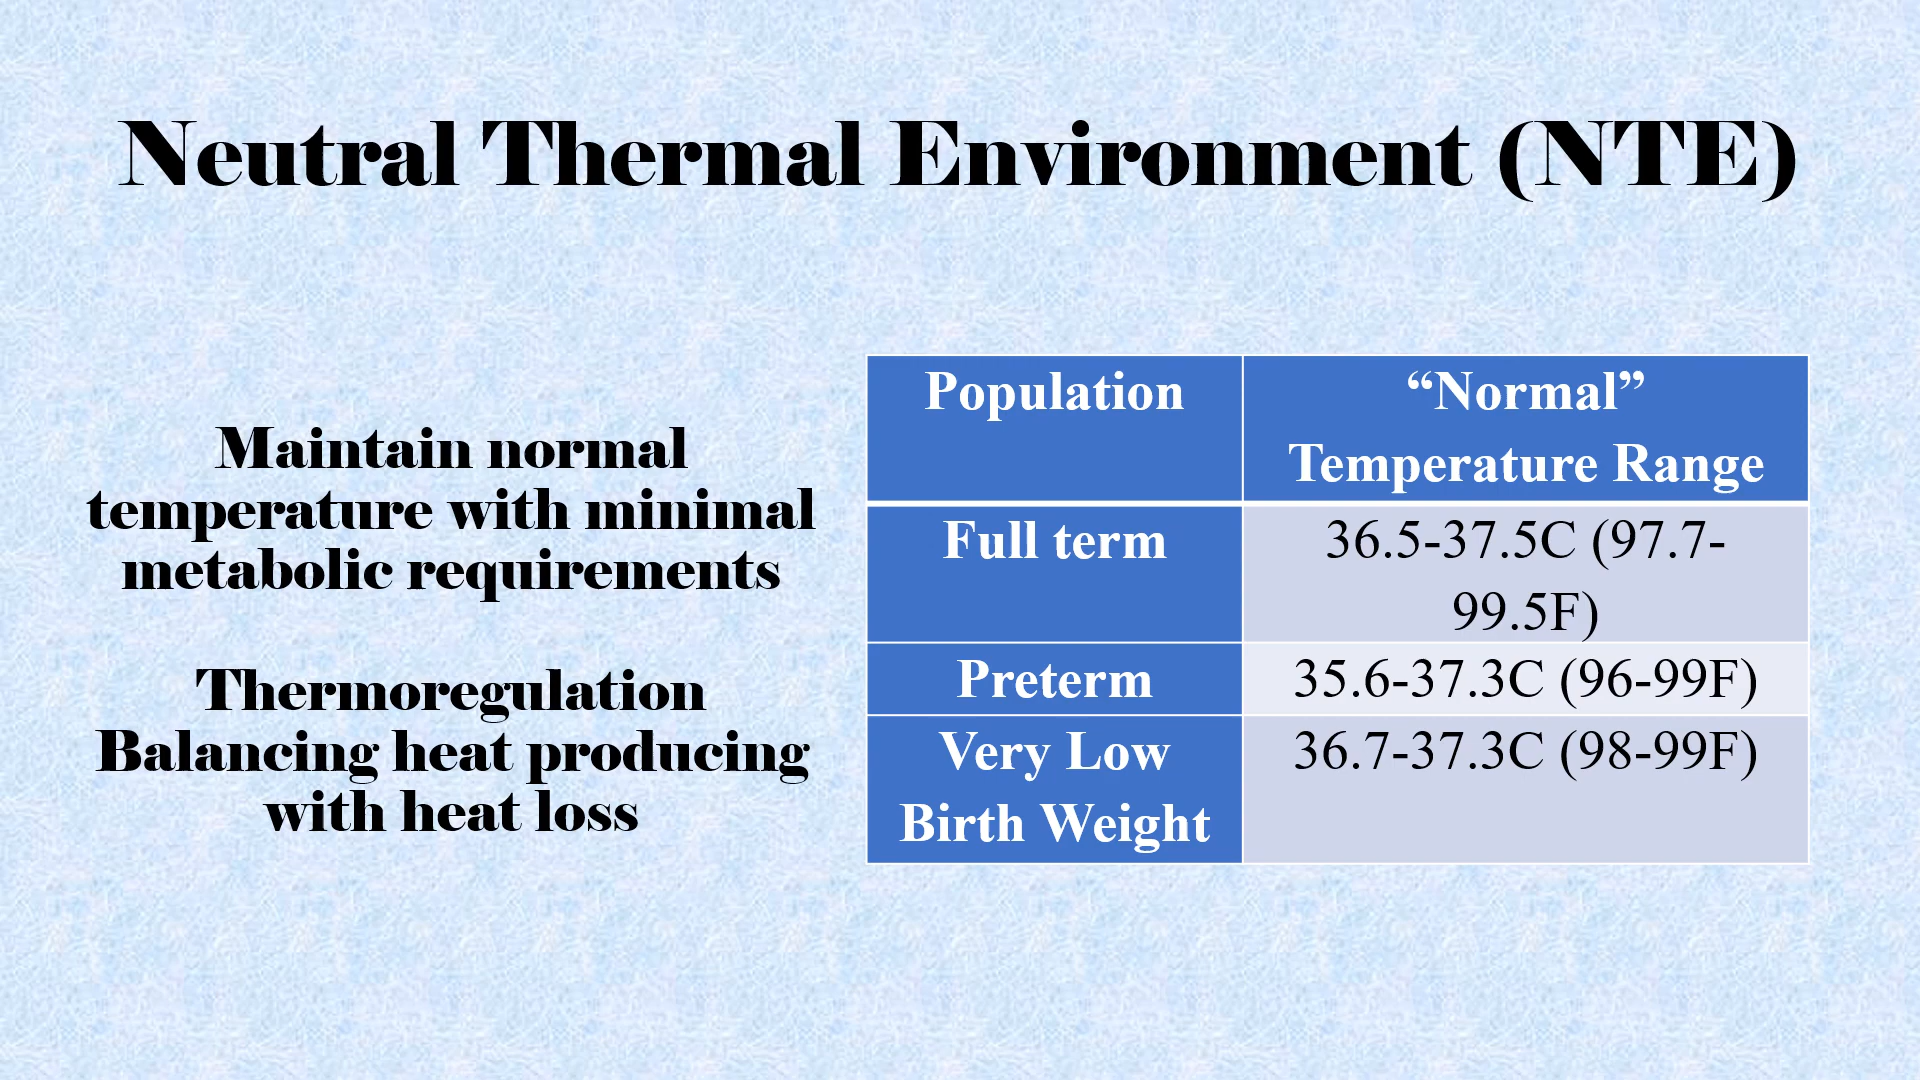 Neutral Thermal Environment (NTE)
Maintain normal
temperature with minimal
metabolic requirements
Thermoregulation
Balancing heat producing
with heat loss
Population
“Normal”
Temperature Range
Full term
36.5-37.5C (97.7-
99.5F)
Preterm
35.6-37.3C (96-99F)
Very Low
Birth Weight
36.7-37.3C (98-99F)